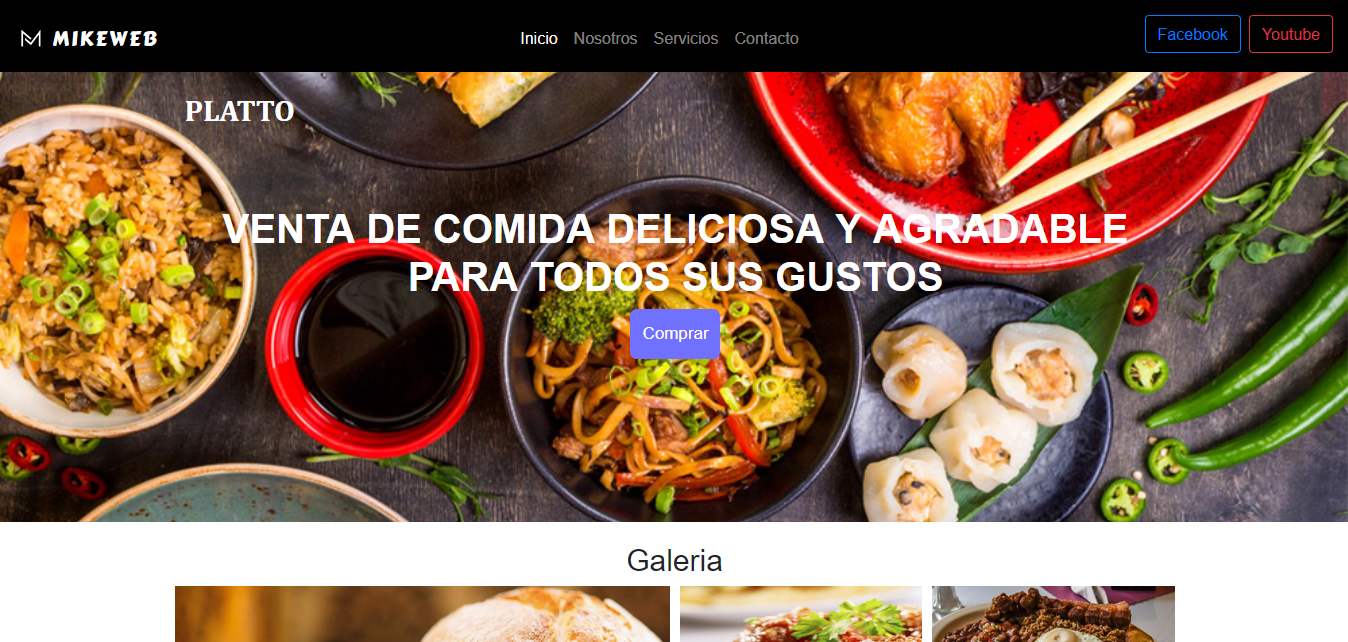 MIKEWEB
Inicio Nosotros Servicios Contacto
Facebook Youtube
PLATTO
VENTA DE COMIDA DELICIOSA Y AGRADABLE
PARA TODOS SUS GUSTOS
Comprar
Galeria